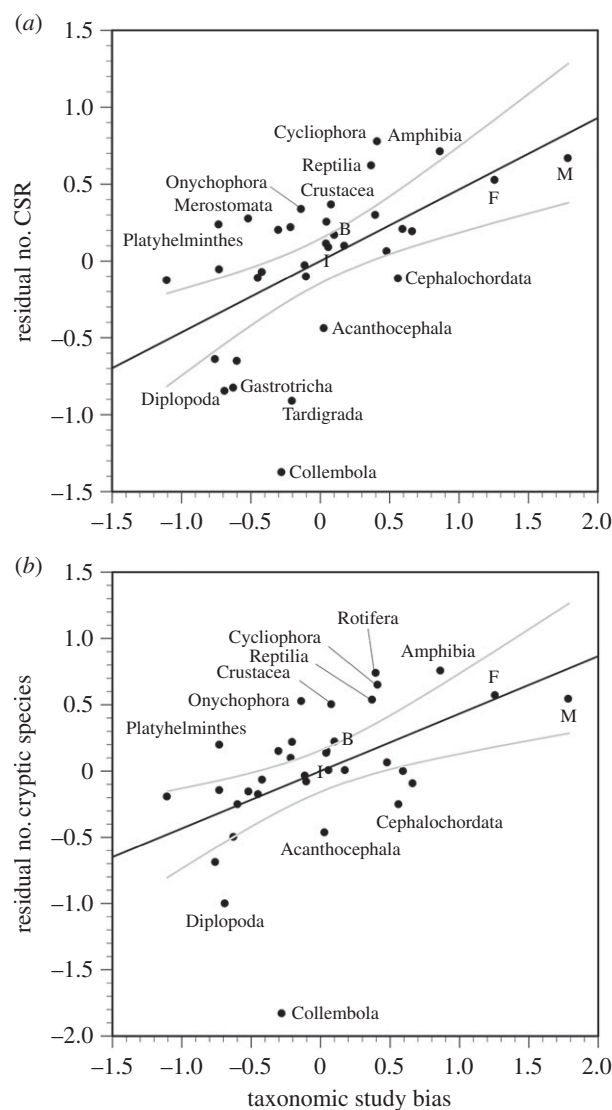 (a)
1.5
Cycliophora
Amphibia
1.0
Reptilia
Onychophora
Crustacea
M
0.5
Merostomata
F
B
Platyhelminthes
I
0
Cephalochordata
residual no. CSR
Acanthocephala
−0.5
Gastrotricha
Diplopoda
Tardigrada
−1.0
Collembola
−1.5
−1.5 −1.0 −0.5 0 0.5 1.0 1.5 2.0
(b)
1.5
Rotifera
Cycliophora
Amphibia
1.0
Reptilia
Crustacea
F
Onychophora
0.5
M
Platyhelminthes
B
I
0
Cephalochordata
residual no. cryptic species
−0.5
Acanthocephala
−1.0
Diplopoda
−1.5
Collembola
−2.0
−1.5 −1.0 −0.5 0 0.5 1.0 1.5 2.0
taxonomic study bias